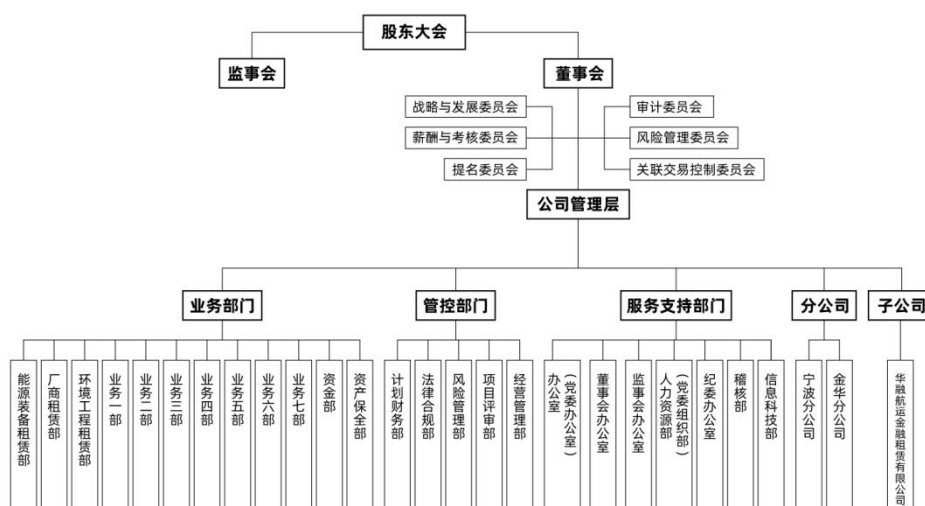 股东大会
监事会
董事会
战略与发展委员会
审计委员会
薪酬与考核委员会
风险管理委员会
提名委员会
关联交易控制委员会
公司管理层
业务部门
管控部门
服务支持部门
分公司
子公司
能源装备租赁部
厂商租赁部
环境工程租赁部
业务一部
业务二部
业务三部
业务四部
业务五部
业务六部
业务七部
资金部
资产保全部
计划财务部
法律合规部
风险管理部
项目评审部
经营管理部
办公室
(党委办公室)
董事会办公室
监事会办公室
人力资源部
(党委组织部)
纪委办公室
稽核部
信息科技部
宁波分公司
金华分公司
华融航运金融租赁有限公司